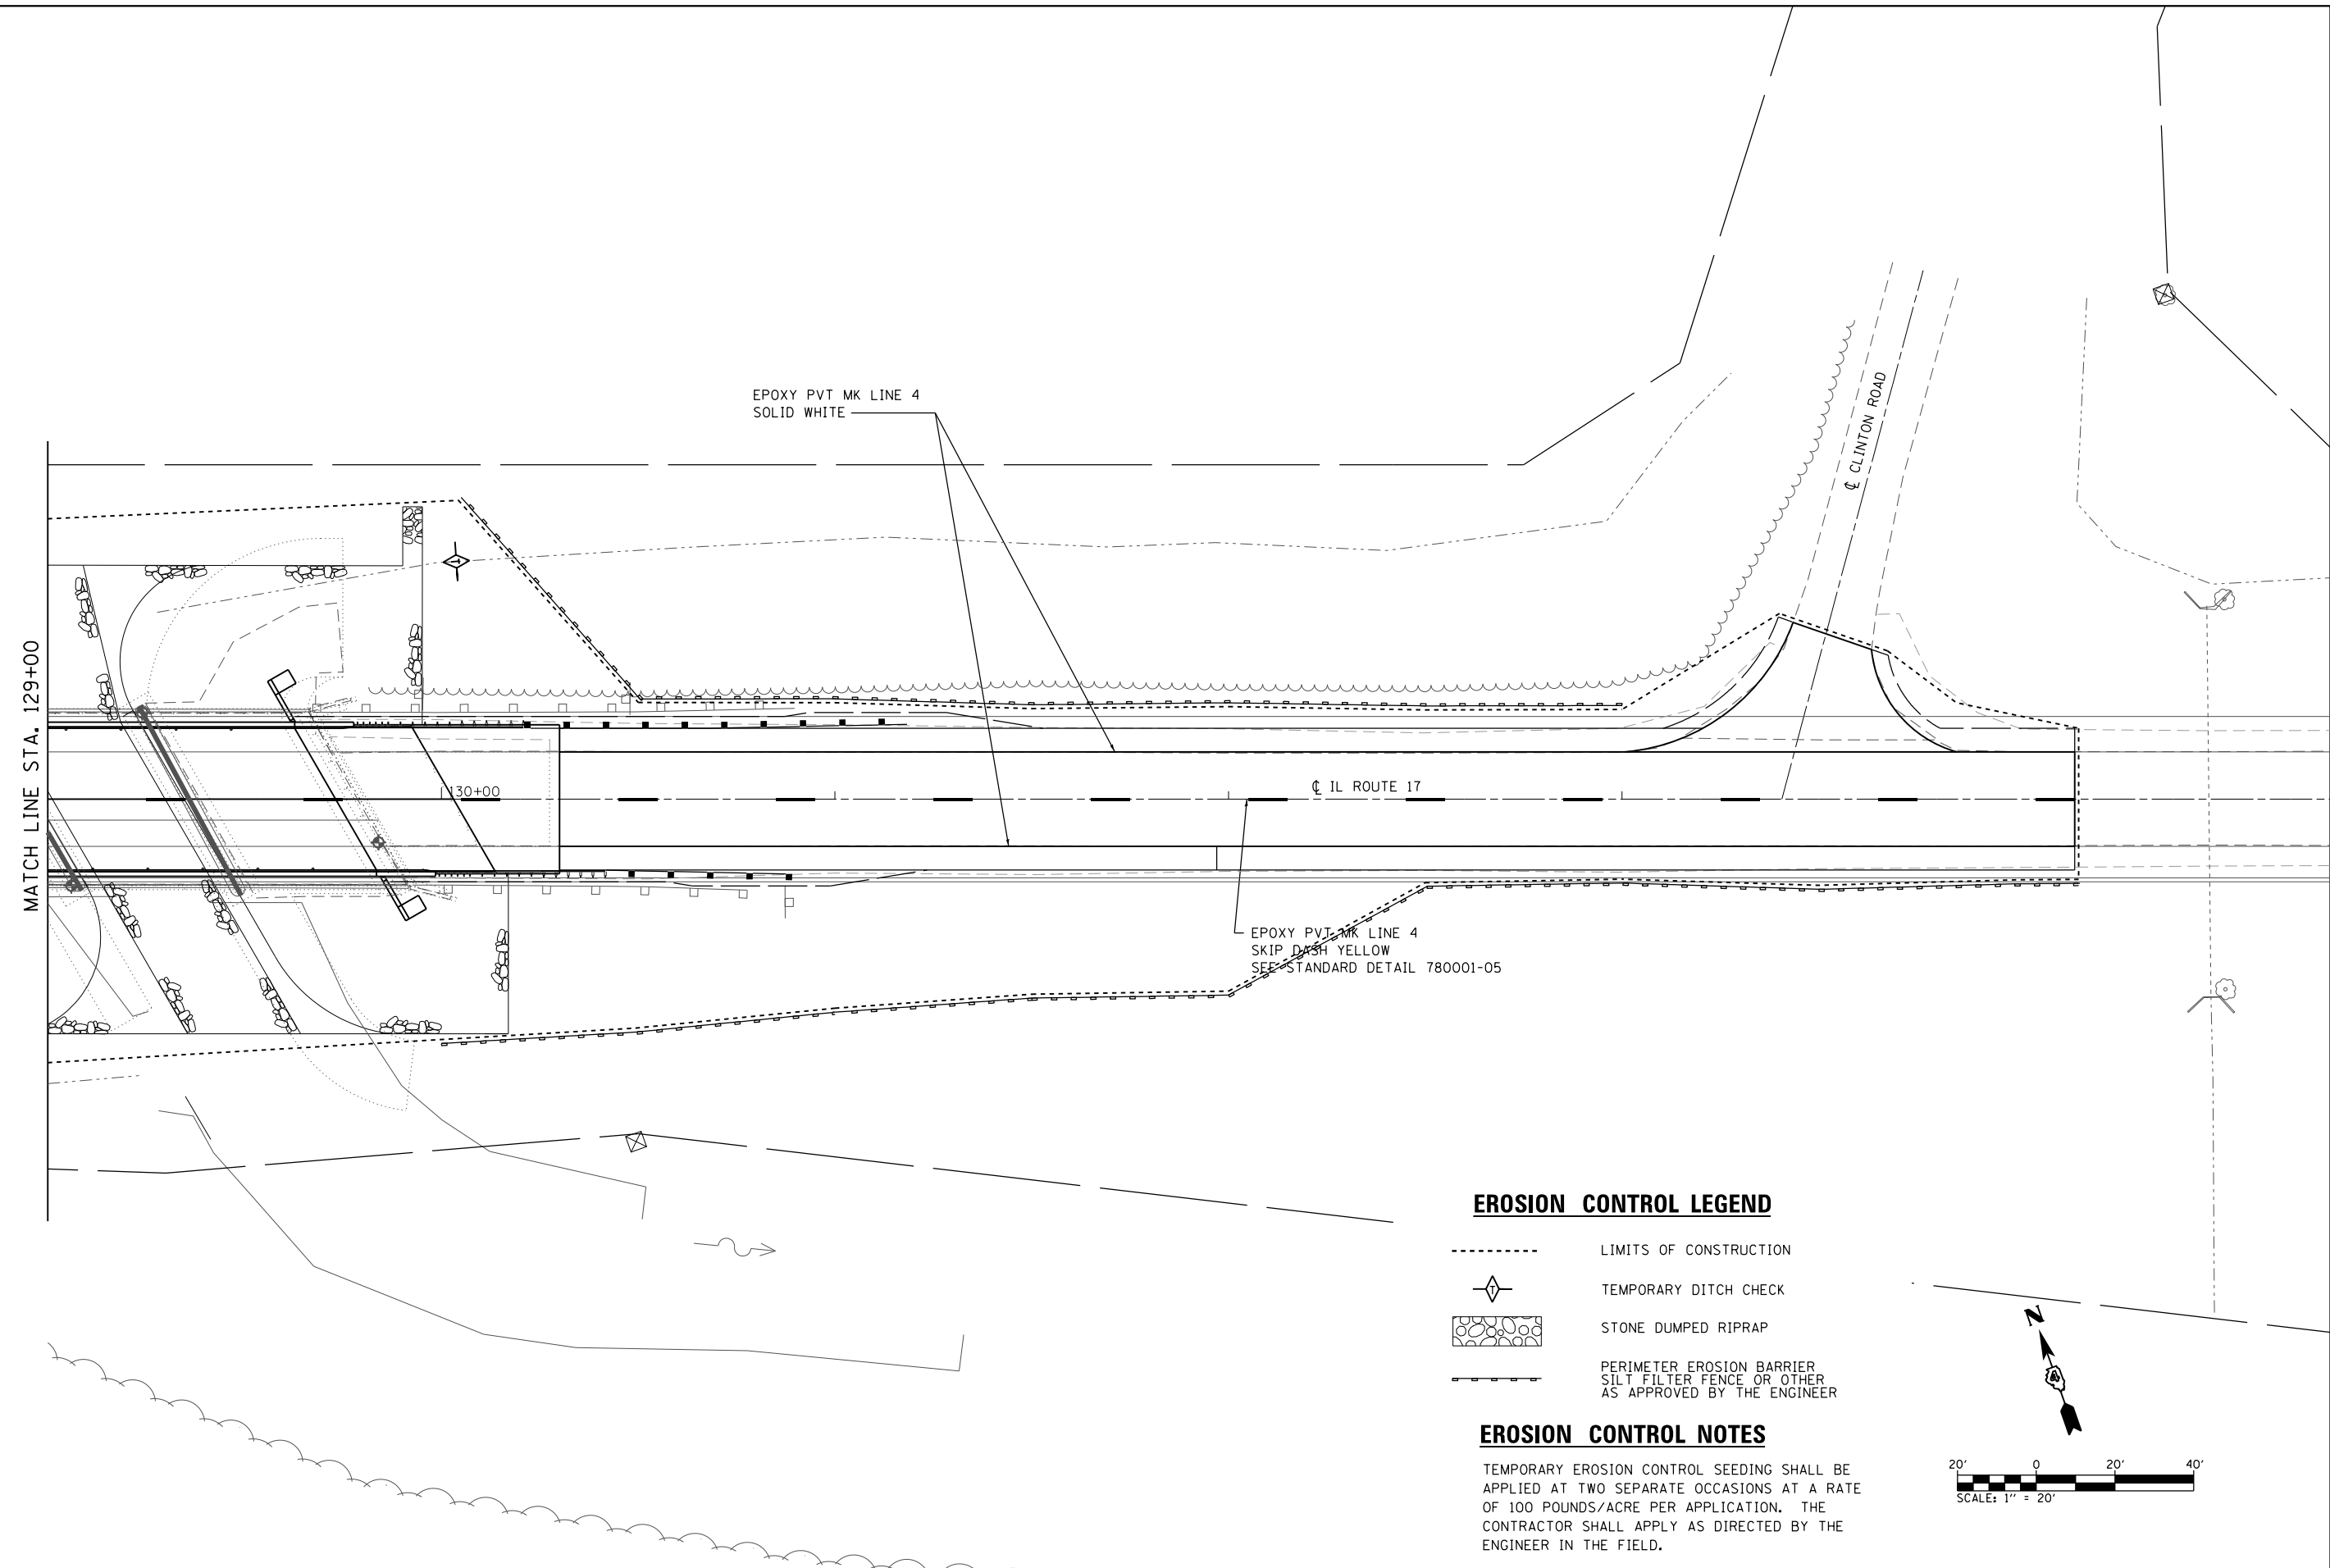 EPOXY PVT MK LINE 4
SOLID WHITE
℄ CLINTON ROAD
MATCH LINE STA. 129+00
130+00
℄ IL ROUTE 17
EPOXY PVT MK LINE 4
SKIP DASH YELLOW
SEE STANDARD DETAIL 780001-05
EROSION CONTROL LEGEND
LIMITS OF CONSTRUCTION
T
TEMPORARY DITCH CHECK
STONE DUMPED RIPRAP
PERIMETER EROSION BARRIER
SILT FILTER FENCE OR OTHER
AS APPROVED BY THE ENGINEER
N
4
EROSION CONTROL NOTES
TEMPORARY EROSION CONTROL SEEDING SHALL BE
APPLIED AT TWO SEPARATE OCCASIONS AT A RATE
OF 100 POUNDS/ACRE PER APPLICATION. THE
CONTRACTOR SHALL APPLY AS DIRECTED BY THE
ENGINEER IN THE FIELD.
20' 0 20' 40'
SCALE: 1'' = 20'